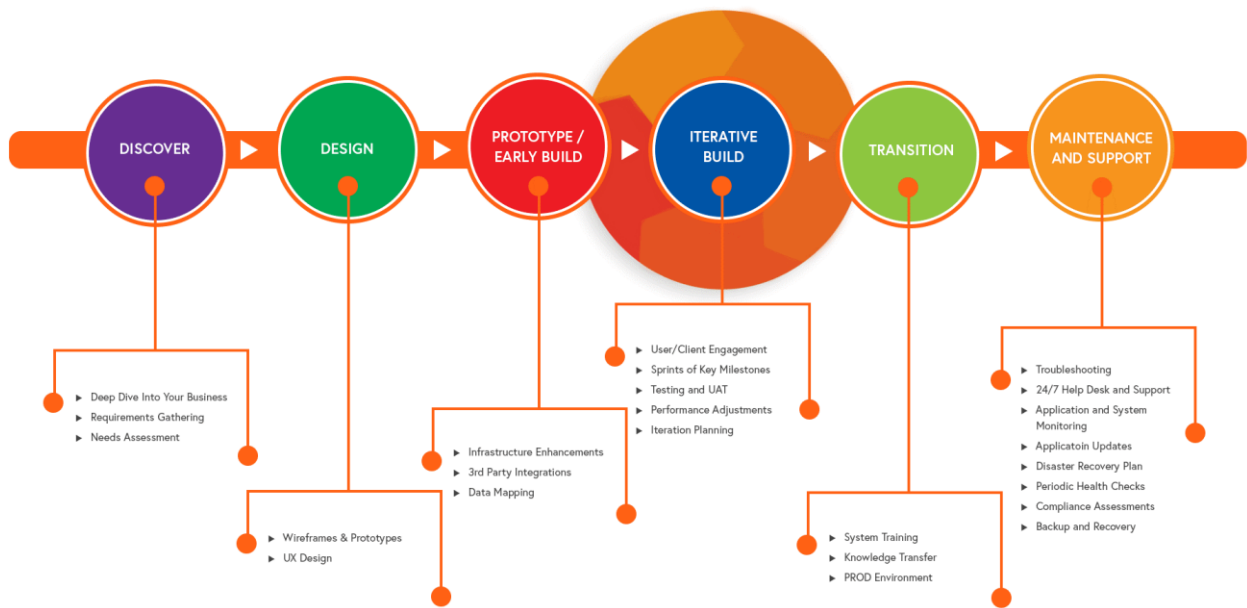 DISCOVER
DESIGN
PROTOTYPE /
EARLY BUILD
ITERATIVE
BUILD
TRANSITION
MAINTENANCE
AND SUPPORT
Deep Dive Into Your Business
Requirements Gathering
Needs Assessment
Wireframes & Prototypes
UX Design
Infrastructure Enhancements
3rd Party Integrations
Data Mapping
User/Client Engagement
Sprints of Key Milestones
Testing and UAT
Performance Adjustments
Iteration Planning
System Training
Knowledge Transfer
PROD Environment
Troubleshooting
24/7 Help Desk and Support
Application and System
Monitoring
Applicatoin Updates
Disaster Recovery Plan
Periodic Health Checks
Compliance Assessments
Backup and Recovery